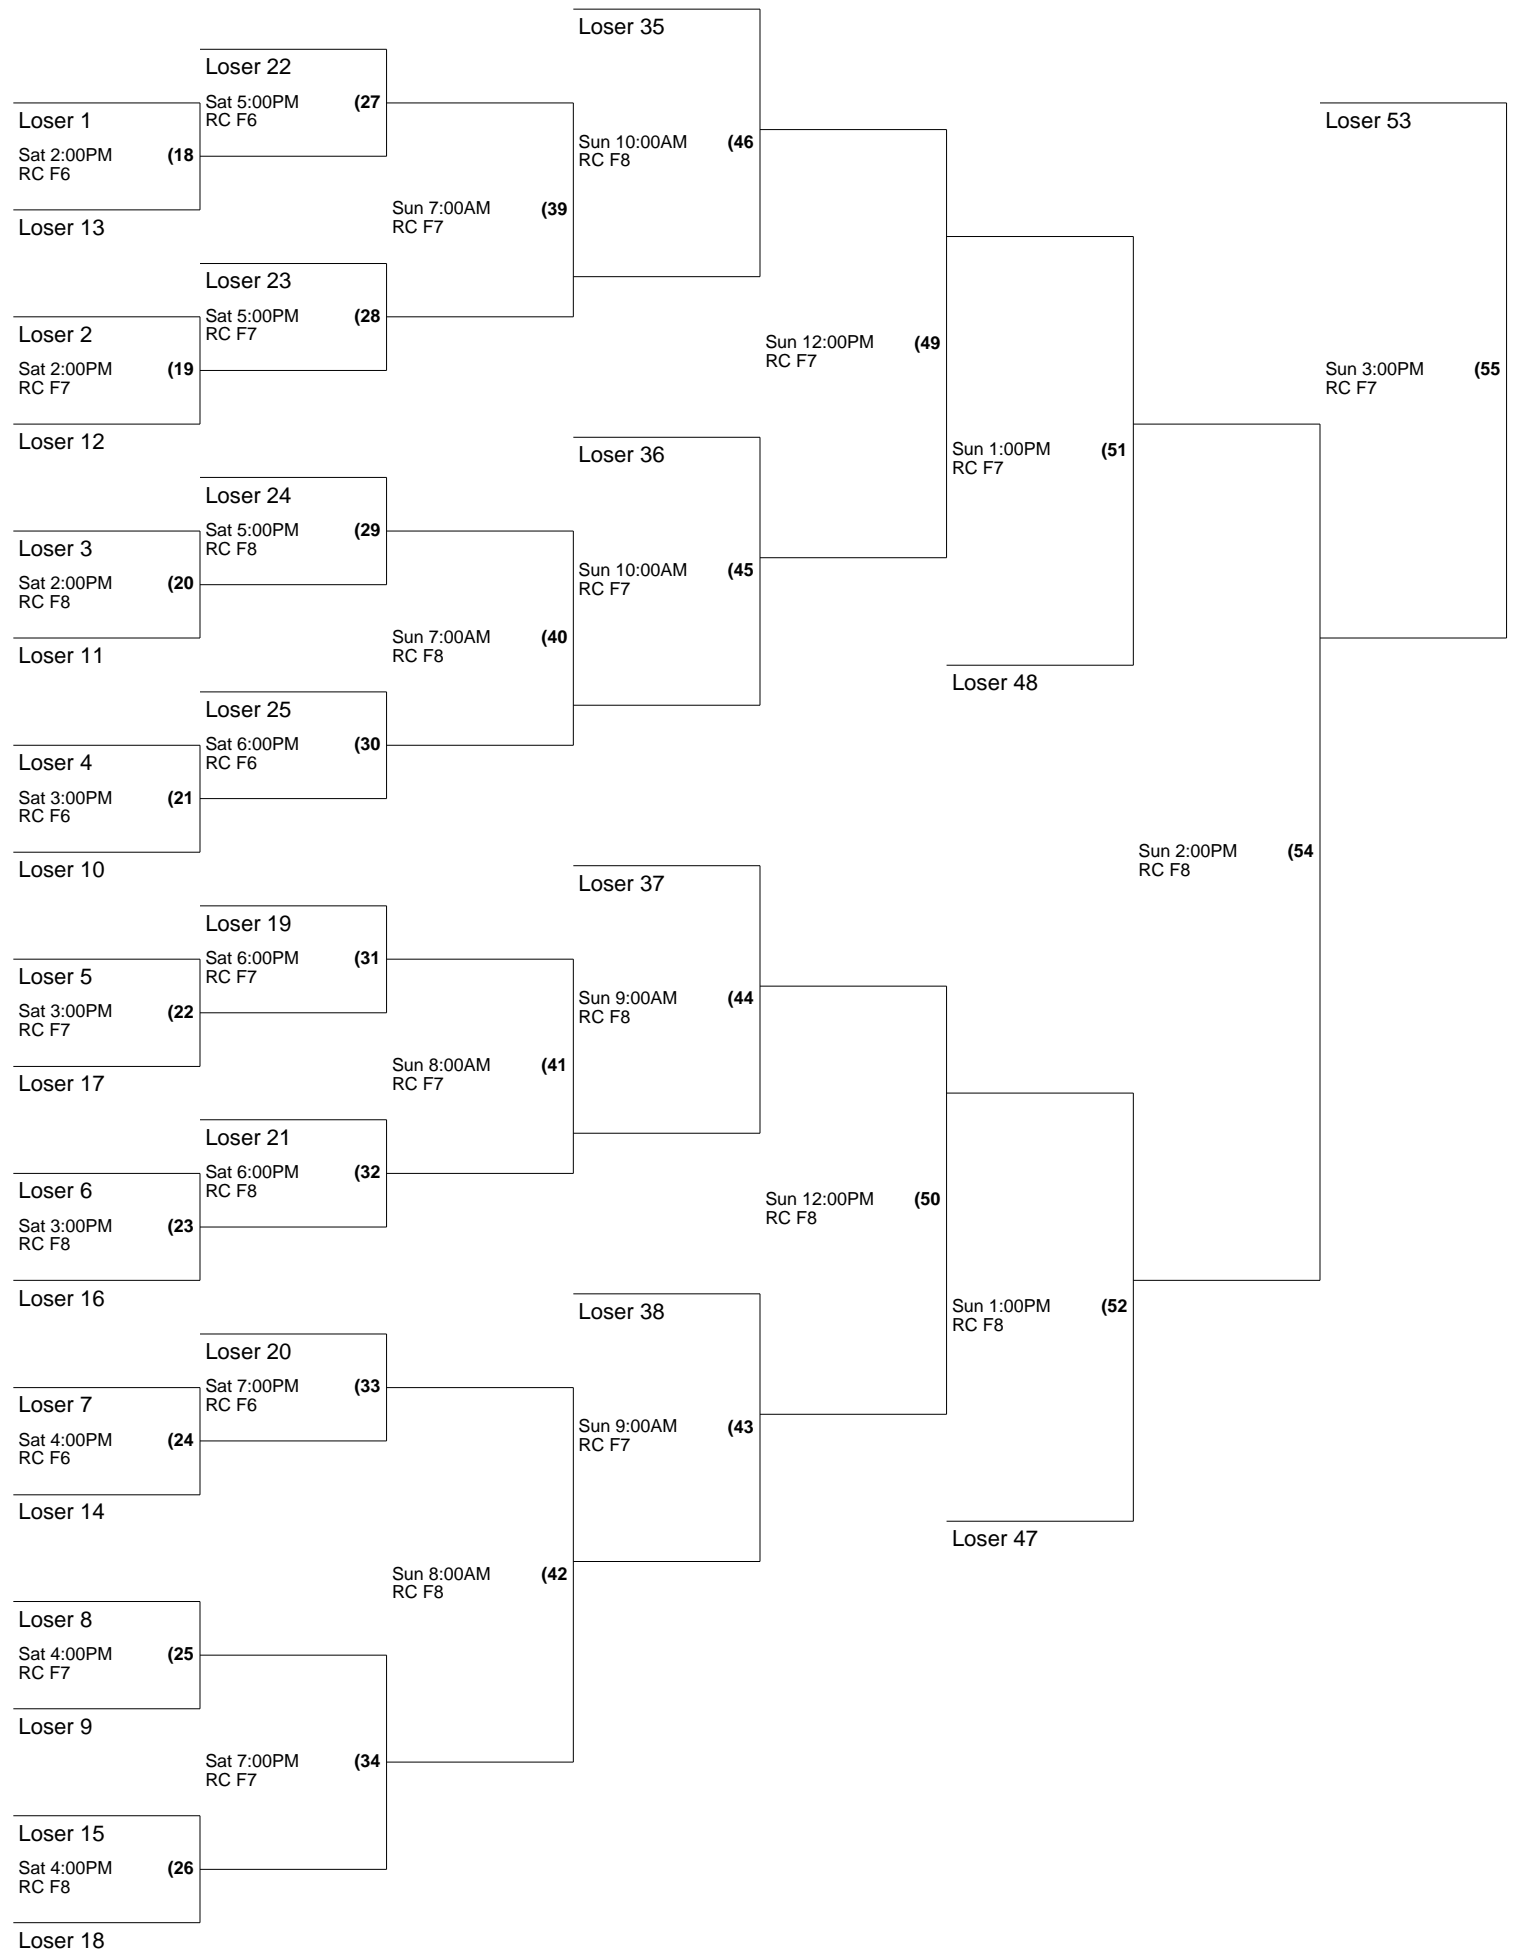 Loser 35
Loser 22
Sat 5:00PM (27
RC F6
Loser 1
Sat 2:00PM (18
RC F6
Loser 13
Loser 53
Sun 10:00AM (46
RC F8
Sun 7:00AM (39
RC F7
Loser 23
Sat 5:00PM (28
RC F7
Loser 2
Sat 2:00PM (19
RC F7
Loser 12
Sun 12:00PM (49
RC F7
Sun 3:00PM (55
RC F7
Loser 36
Sun 1:00PM (51
RC F7
Loser 24
Sat 5:00PM (29
RC F8
Loser 3
Sat 2:00PM (20
RC F8
Loser 11
Sun 10:00AM (45
RC F7
Sun 7:00AM (40
RC F8
Loser 48
Loser 25
Sat 6:00PM (30
RC F6
Loser 4
Sat 3:00PM (21
RC F6
Loser 10
Sun 2:00PM (54
RC F8
Loser 37
Loser 19
Sat 6:00PM (31
RC F7
Loser 5
Sat 3:00PM (22
RC F7
Loser 17
Sun 9:00AM (44
RC F8
Sun 8:00AM (41
RC F7
Loser 21
Sat 6:00PM (32
RC F8
Loser 6
Sat 3:00PM (23
RC F8
Loser 16
Sun 12:00PM (50
RC F8
Loser 38
Sun 1:00PM (52
RC F8
Loser 20
Sat 7:00PM (33
RC F6
Loser 7
Sat 4:00PM (24
RC F6
Loser 14
Sun 9:00AM (43
RC F7
Loser 47
Sun 8:00AM (42
RC F8
Loser 8
Sat 4:00PM (25
RC F7
Loser 9
Sat 7:00PM (34
RC F7
Loser 15
Sat 4:00PM (26
RC F8
Loser 18